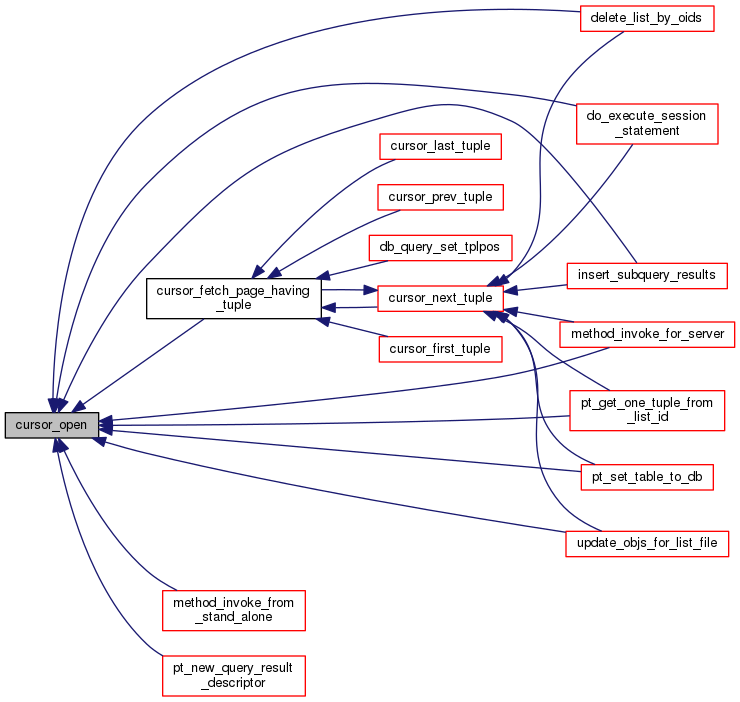 delete_list_by_oids
do_execute_session
_statement
cursor_last_tuple
cursor_prev_tuple
db_query_set_tplpos
cursor_fetch_page_having
_tuple
cursor_next_tuple
insert_subquery_results
method_invoke_for_server
cursor_first_tuple
pt_get_one_tuple_from
_list_id
cursor_open
pt_set_table_to_db
update_objs_for_list_file
method_invoke_from
_stand_alone
pt_new_query_result
_descriptor